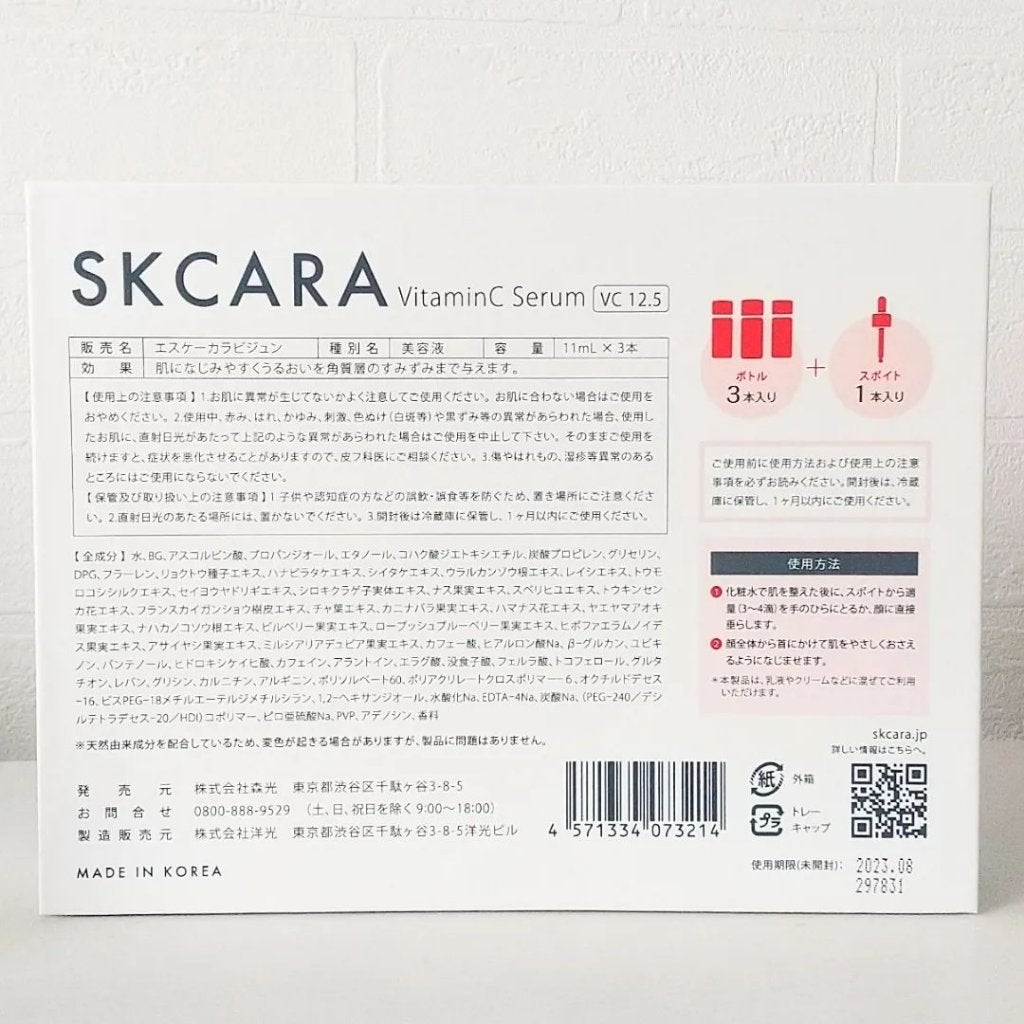 SKCARA VitaminC Serum VC 12.5
販売名 エスケーカラビジュン 種別名 美容液 容量 11mL × 3本
効果 肌になじみやすくうるおいを角質層のすみずみまで与えます。
【使用上の注意事項】1.お肌に異常が生じてないかよく注意してご使用ください。お肌に合わない場合はご使用を
おやめください。2.使用中、赤み、はれ、かゆみ、刺激、色ぬけ(白斑等)や黒ずみ等の異常があらわれた場合、使用し
たお肌に、直射日光があたって上記のような異常があらわれた場合はご使用を中止して下さい。そのままご使用を
続けますと、症状を悪化させることがありますので、皮フ科医にご相談ください。3.傷やはれもの、湿疹等異常のある
ところにはご使用にならないでください。
【保管及び取り扱い上の注意事項】1.子供や認知症の方などの誤飲・誤食等を防ぐため、置き場所にご注意くださ
い。2.直射日光のあたる場所には、置かないでください。3.開封後は冷蔵庫に保管し、1ヶ月以内にご使用ください。
【全成分】水、BG、アスコルビン酸、プロパンジオール、エタノール、コハク酸ジエトキシエチル、炭酸プロピレン、グリセリン、
DPG、フラーレン、リョクトウ種子エキス、ハナビラタケエキス、シイタケエキス、ウラルカンゾウ根エキス、レイシエキス、トウモ
ロコシシルクエキス、セイヨウヤドリギエキス、シロキクラゲ子実体エキス、ナス果実エキス、スベリヒユエキス、トウキンセン
カ花エキス、フランスカイガンショウ樹皮エキス、チャ葉エキス、カニナバラ果実エキス、ハマナス花エキス、ヤエヤマアオキ
果実エキス、ナハカノコソウ根エキス、ビルベリー果実エキス、ローブッシュブルーベリー果実エキス、ヒポファエラムノイデ
ス果実エキス、アサイヤシ果実エキス、ミルシアリアデュビア果実エキス、カフェー酸、ヒアルロン酸Na、β-グルカン、ユビキ
ノン、パンテノール、ヒドロキシケイヒ酸、カフェイン、アラントイン、エラグ酸、没食子酸、フェルラ酸、トコフェロール、グルタ
チオン、レバン、グリシン、カルニチン、アルギニン、ポリソルベート60、ポリアクリレートクロスポリマー-6、オクチルドデセス
-16、ビスPEG-18メチルエーテルジメチルシラン、1,2-ヘキサンジオール、水酸化Na、EDTA-4Na、炭酸Na、(PEG-240/デシ
ルテトラデセス-20/HDI)コポリマー、ピロ亜硫酸Na、PVP、アデノシン、香料
※天然由来成分を配合しているため、変色が起きる場合がありますが、製品に問題はありません。
発売元 株式会社森光 東京都渋谷区千駄ヶ谷3-8-5
お問合せ 0800-888-9529 (土、日、祝日を除く9:00~18:00)
製造販売元 株式会社洋光 東京都渋谷区千駄ヶ谷3-8-5洋光ビル
MADE IN KOREA
4 571334 073214
ボトル
3本入り
+
スポイト
1本入り
ご使用前に使用方法および使用上の注意
事項を必ずお読みください。開封後は、冷蔵
庫に保管し、1ヶ月以内にご使用ください。
使用方法
1 化粧水で肌を整えた後に、スポイトから適
量(3~4滴)を手のひらにとるか、顔に直接
垂らします。
2 顔全体から首にかけて肌をやさしくおさえ
るようになじませます。
*本製品は、乳液やクリームなどに混ぜてご利用
いただけます。
skcara.jp
詳しい情報はこちらへ。
紙 外箱
プラ トレー
キャップ
使用期限(未開封): 2023.08
297831